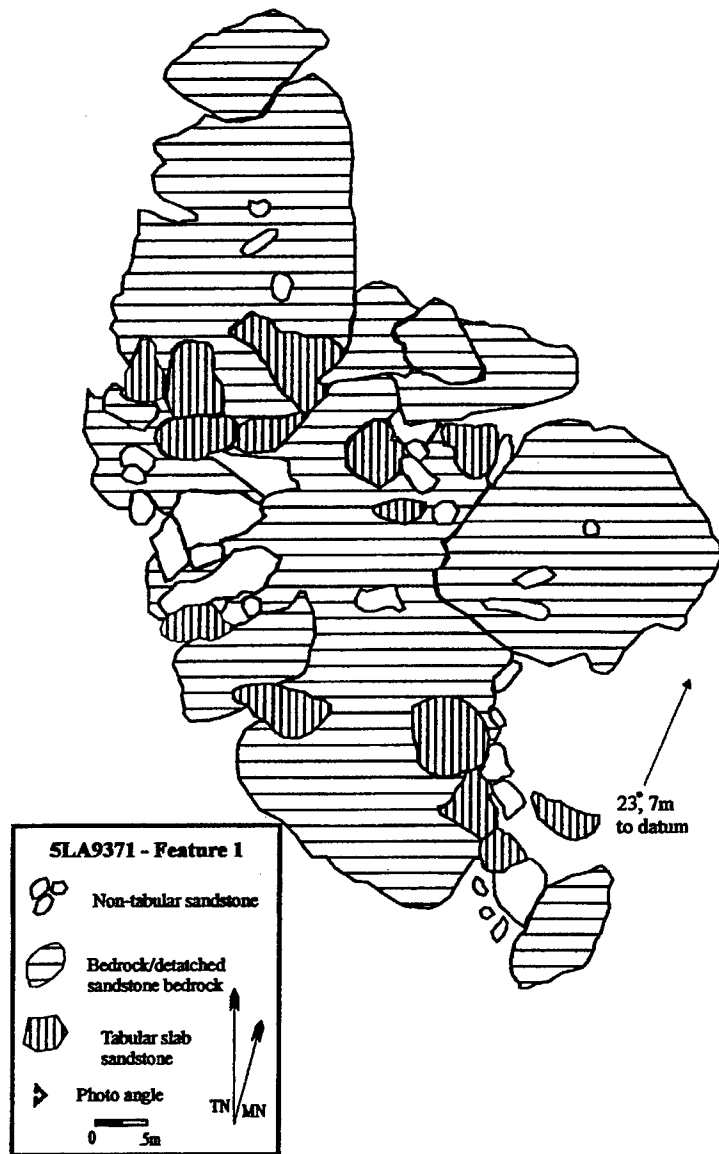 23°, 7m
to datum
5LA9371 - Feature 1
Non-tabular sandstone
Bedrock/detatched
sandstone bedrock
Tabular slab
sandstone
Photo angle
TN MN
0 .5m